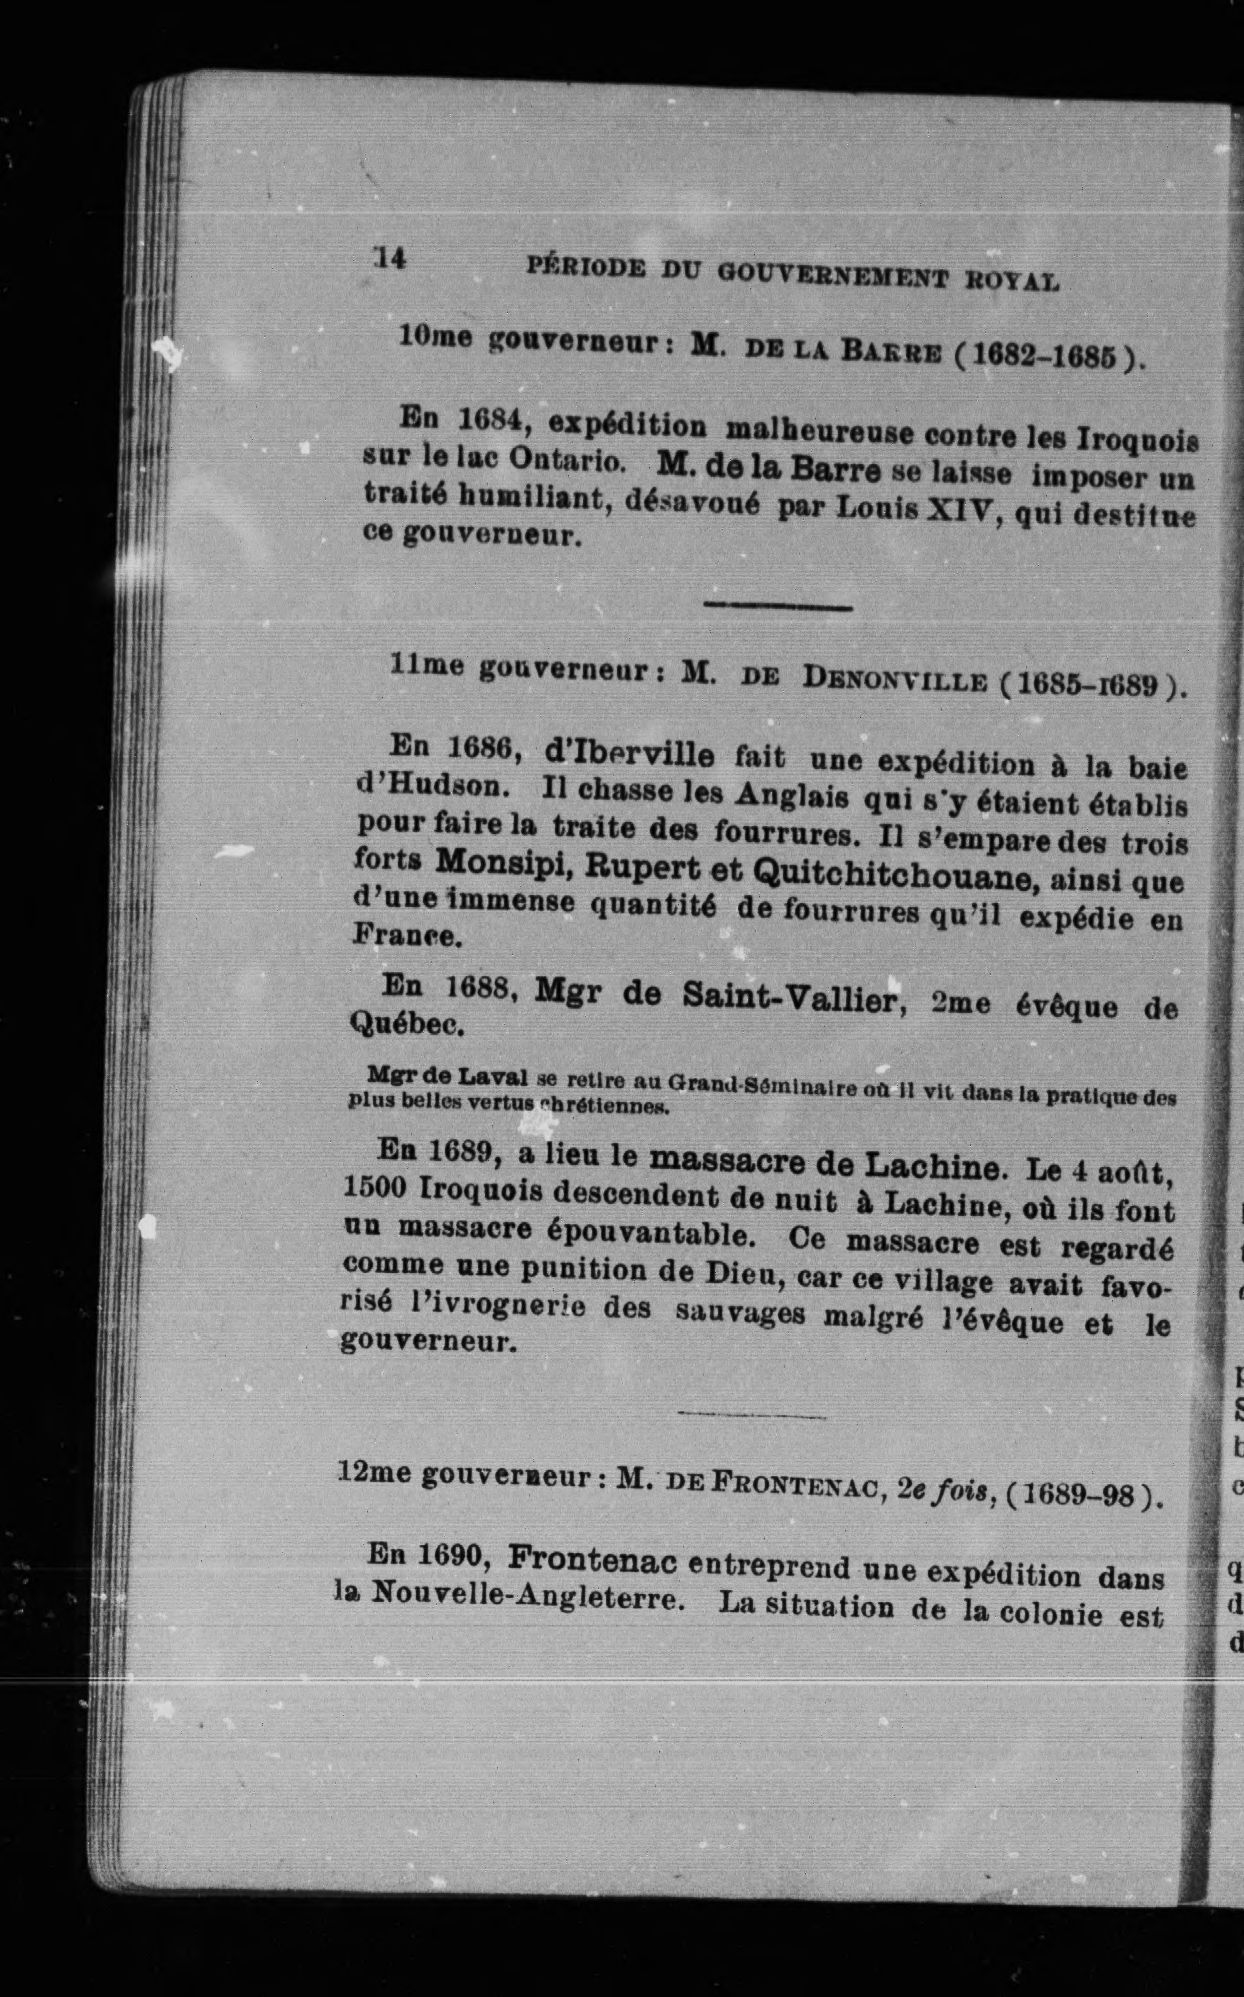 14 PÉRIODE DU GOUVERNEMENT ROYAL
10me gouverneur : M. DE LA BARRE ( 1682–1685 ).
En 1684, expédition malheureuse contre les Iroquois
sur le lac Ontario. M. de la Barre se laisse imposer un
traité humiliant, désavoué par Louis XIV, qui destitue
ce gouverneur.
11me gouverneur : M. DE DENONVILLE ( 1685–1689 ).
En 1686, d'Iberville fait une expédition à la baie
d'Hudson. Il chasse les Anglais qui s'y étaient établis
pour faire la traite des fourrures. Il s'empare des trois
forts Monsipi, Rupert et Quitchitchouane, ainsi que
d'une immense quantité de fourrures qu'il expédie en
France.
En 1688, Mgr de Saint-Vallier, 2me évêque de
Québec.
Mgr de Laval se retire au Grand-Séminaire où il vit dans la pratique des
plus belles vertus chrétiennes.
En 1689, a lieu le massacre de Lachine. Le 4 août,
1500 Iroquois descendent de nuit à Lachine, où ils font
un massacre épouvantable. Ce massacre est regardé
comme une punition de Dieu, car ce village avait favo-
risé l'ivrognerie des sauvages malgré l'évêque et le
gouverneur.
12me gouverneur : M. DE FRONTENAC, 2e fois, ( 1689–98 ).
En 1690, Frontenac entreprend une expédition dans
la Nouvelle-Angleterre. La situation de la colonie est